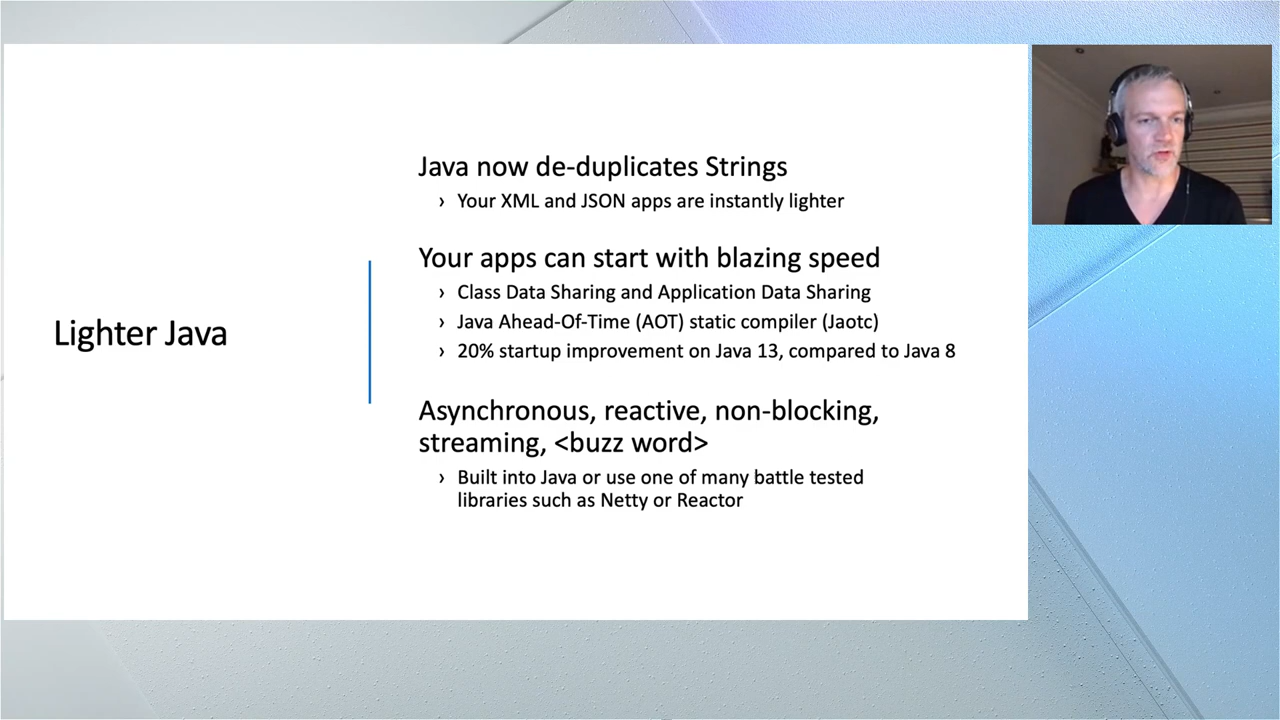 Lighter Java
Java now de-duplicates Strings
› Your XML and JSON apps are instantly lighter
Your apps can start with blazing speed
› Class Data Sharing and Application Data Sharing
› Java Ahead-Of-Time (AOT) static compiler (Jaotc)
› 20% startup improvement on Java 13, compared to Java 8
Asynchronous, reactive, non-blocking,
streaming, <buzz word>
› Built into Java or use one of many battle tested
libraries such as Netty or Reactor